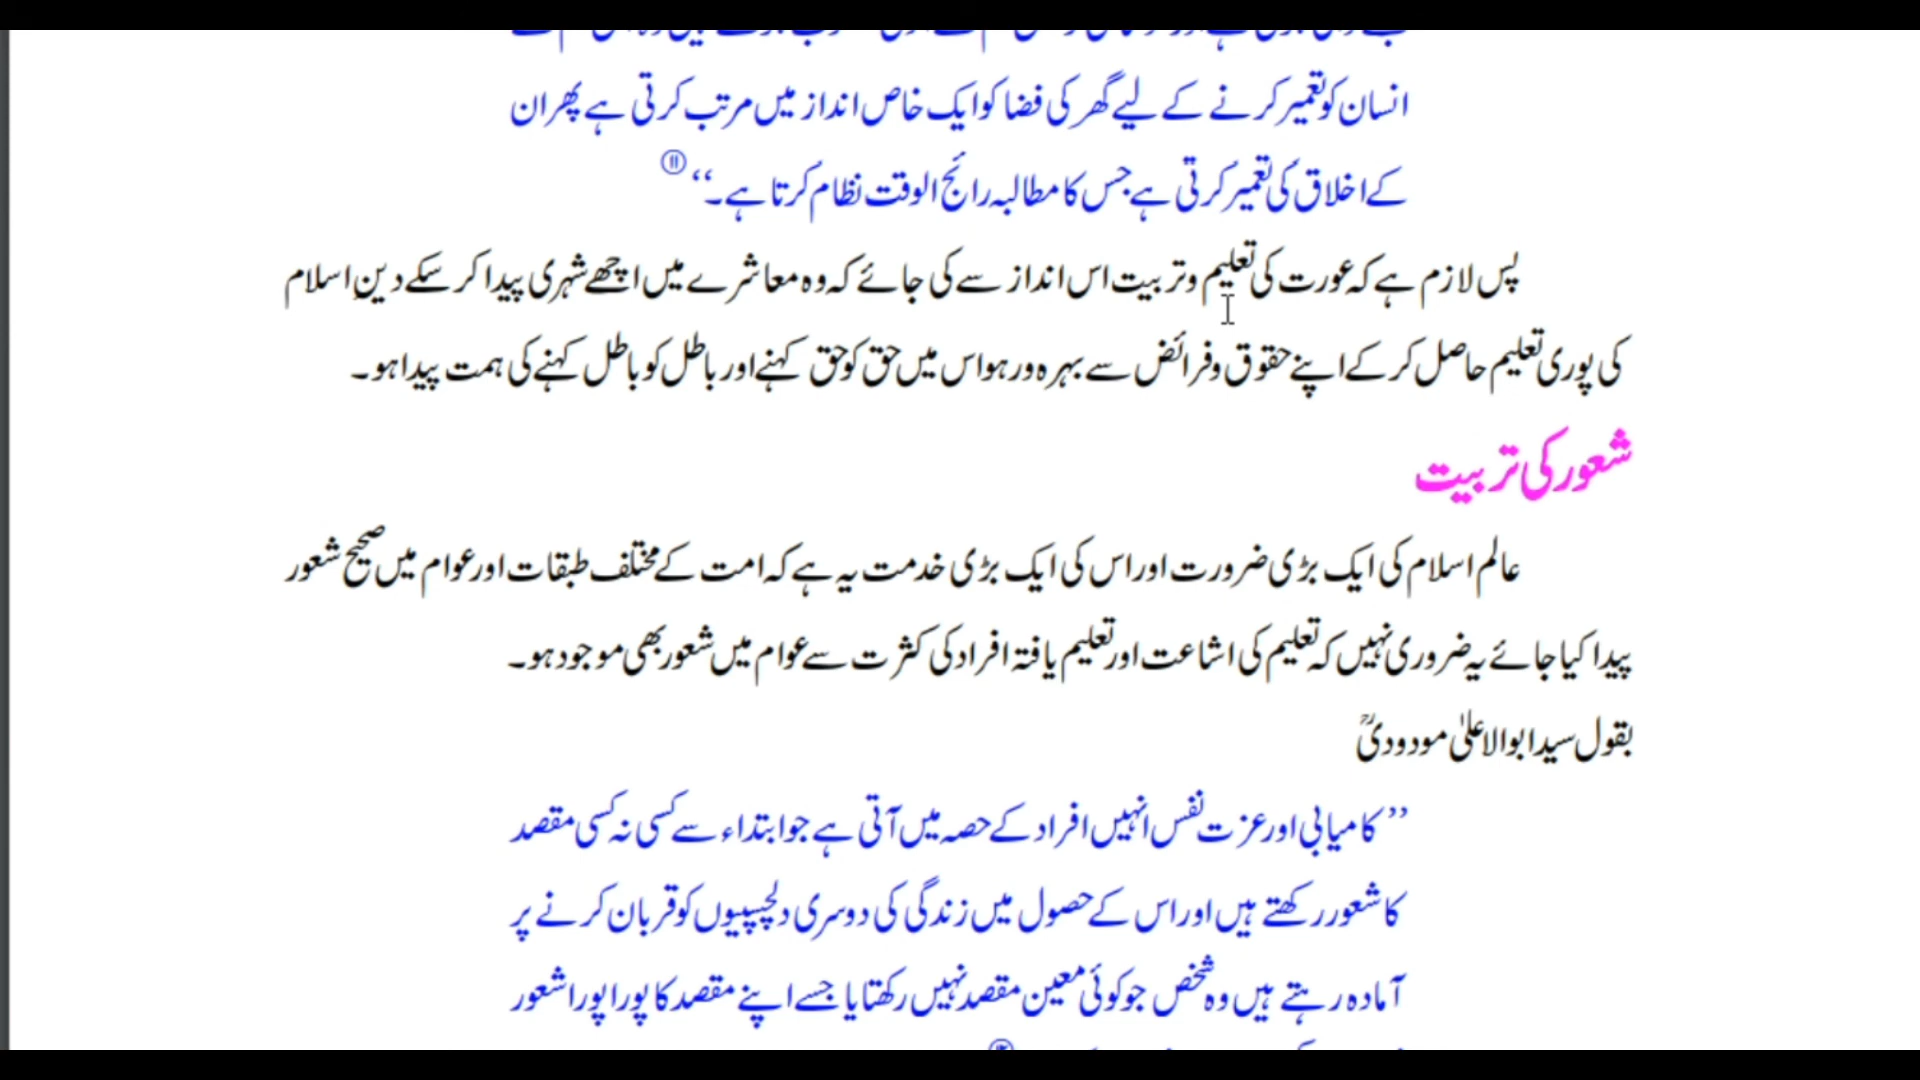 انسان کو تعمیر کرنے کے لیے گھر کی فضا کو ایک خاص انداز میں مرتب کرتی ہے پھر ان
کے اخلاق کی تعمیر کرتی ہے جس کا مطالبہ رائج الوقت نظام کرتا ہے۔‘‘ ⑪
پس لازم ہے کہ عورت کی تعلیم و تربیت اس انداز سے کی جائے کہ وہ معاشرے میں اچھے شہری پیدا کر سکے دینِ اسلام
کی پوری تعلیم حاصل کر کے اپنے حقوق و فرائض سے بہرہ ور ہو اس میں حق کو حق کہنے اور باطل کو باطل کہنے کی ہمت پیدا ہو۔
شعور کی تربیت
عالم اسلام کی ایک بڑی ضرورت اور اس کی ایک بڑی خدمت یہ ہے کہ امت کے مختلف طبقات اور عوام میں صحیح شعور
پیدا کیا جائے یہ ضروری نہیں کہ تعلیم کی اشاعت اور تعلیم یافتہ افراد کی کثرت سے عوام میں شعور بھی موجود ہو۔
بقول سید ابوالاعلیٰ مودودیؒ
’’کامیابی اور عزت نفس انہیں افراد کے حصہ میں آتی ہے جو ابتداء سے کسی نہ کسی مقصد
کا شعور رکھتے ہیں اور اس کے حصول میں زندگی کی دوسری دلچسپیوں کو قربان کرنے پر
آمادہ رہتے ہیں وہ شخص جو کوئی معین مقصد نہیں رکھتا یا جسے اپنے مقصد کا پورا پورا شعور